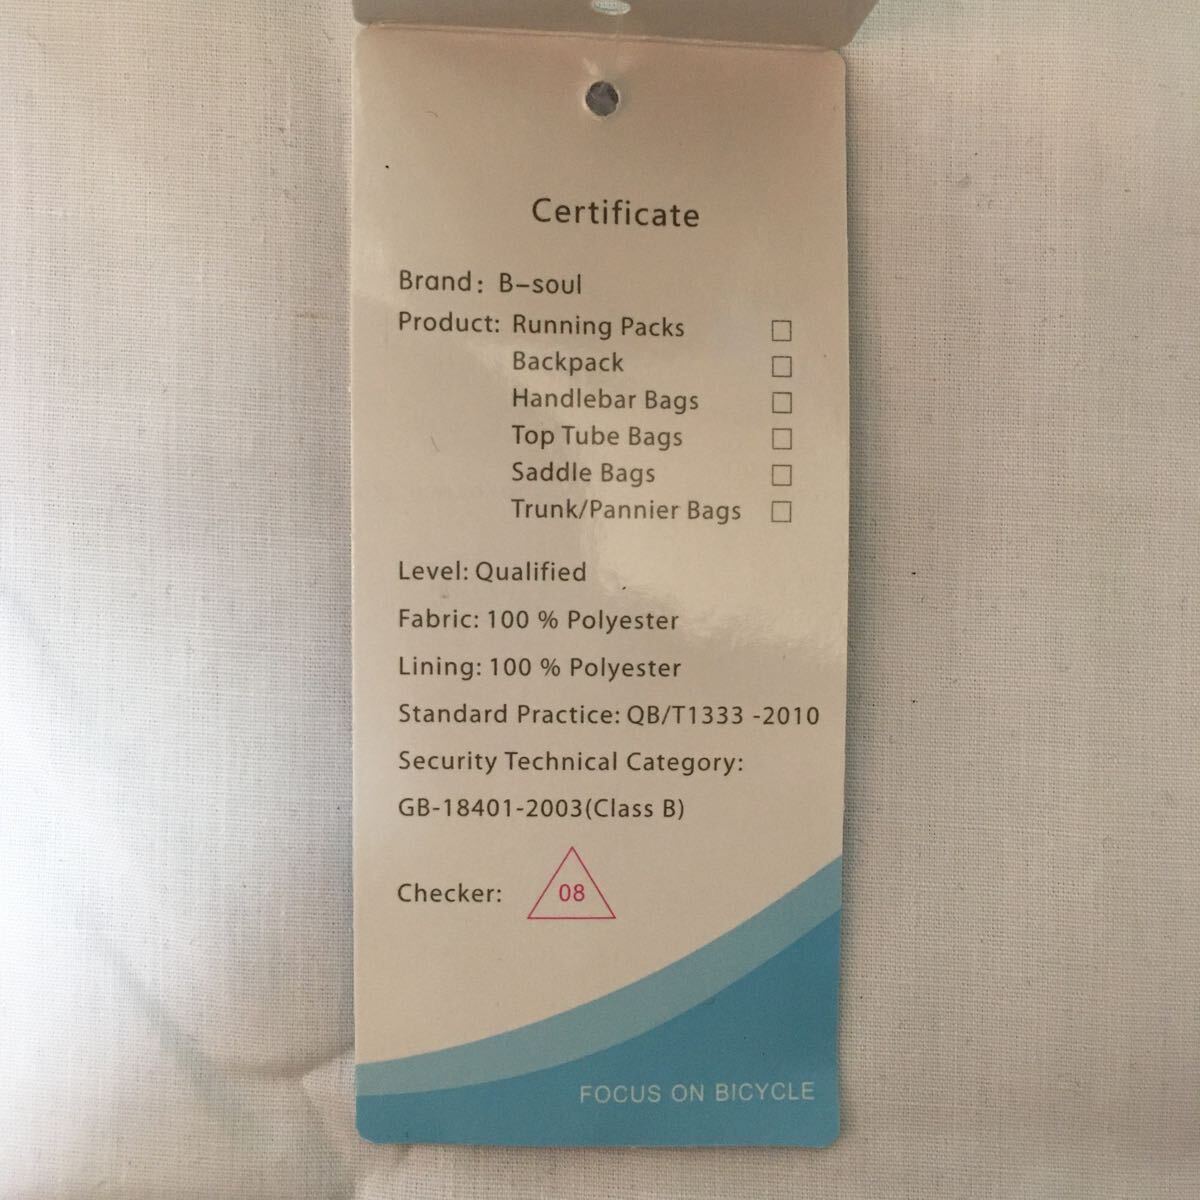 Certificate
Brand: B-soul
Product: Running Packs □
Backpack □
Handlebar Bags □
Top Tube Bags □
Saddle Bags □
Trunk/Pannier Bags □
Level: Qualified
Fabric: 100 % Polyester
Lining: 100 % Polyester
Standard Practice: QB/T1333 -2010
Security Technical Category:
GB-18401-2003(Class B)
Checker: 08
FOCUS ON BICYCLE